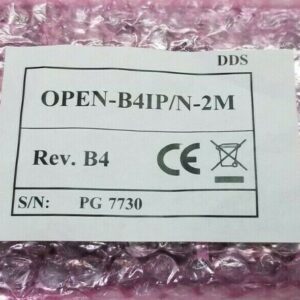 DDS
OPEN-B4IP/N-2M
Rev. B4 CE
S/N: PG 7730